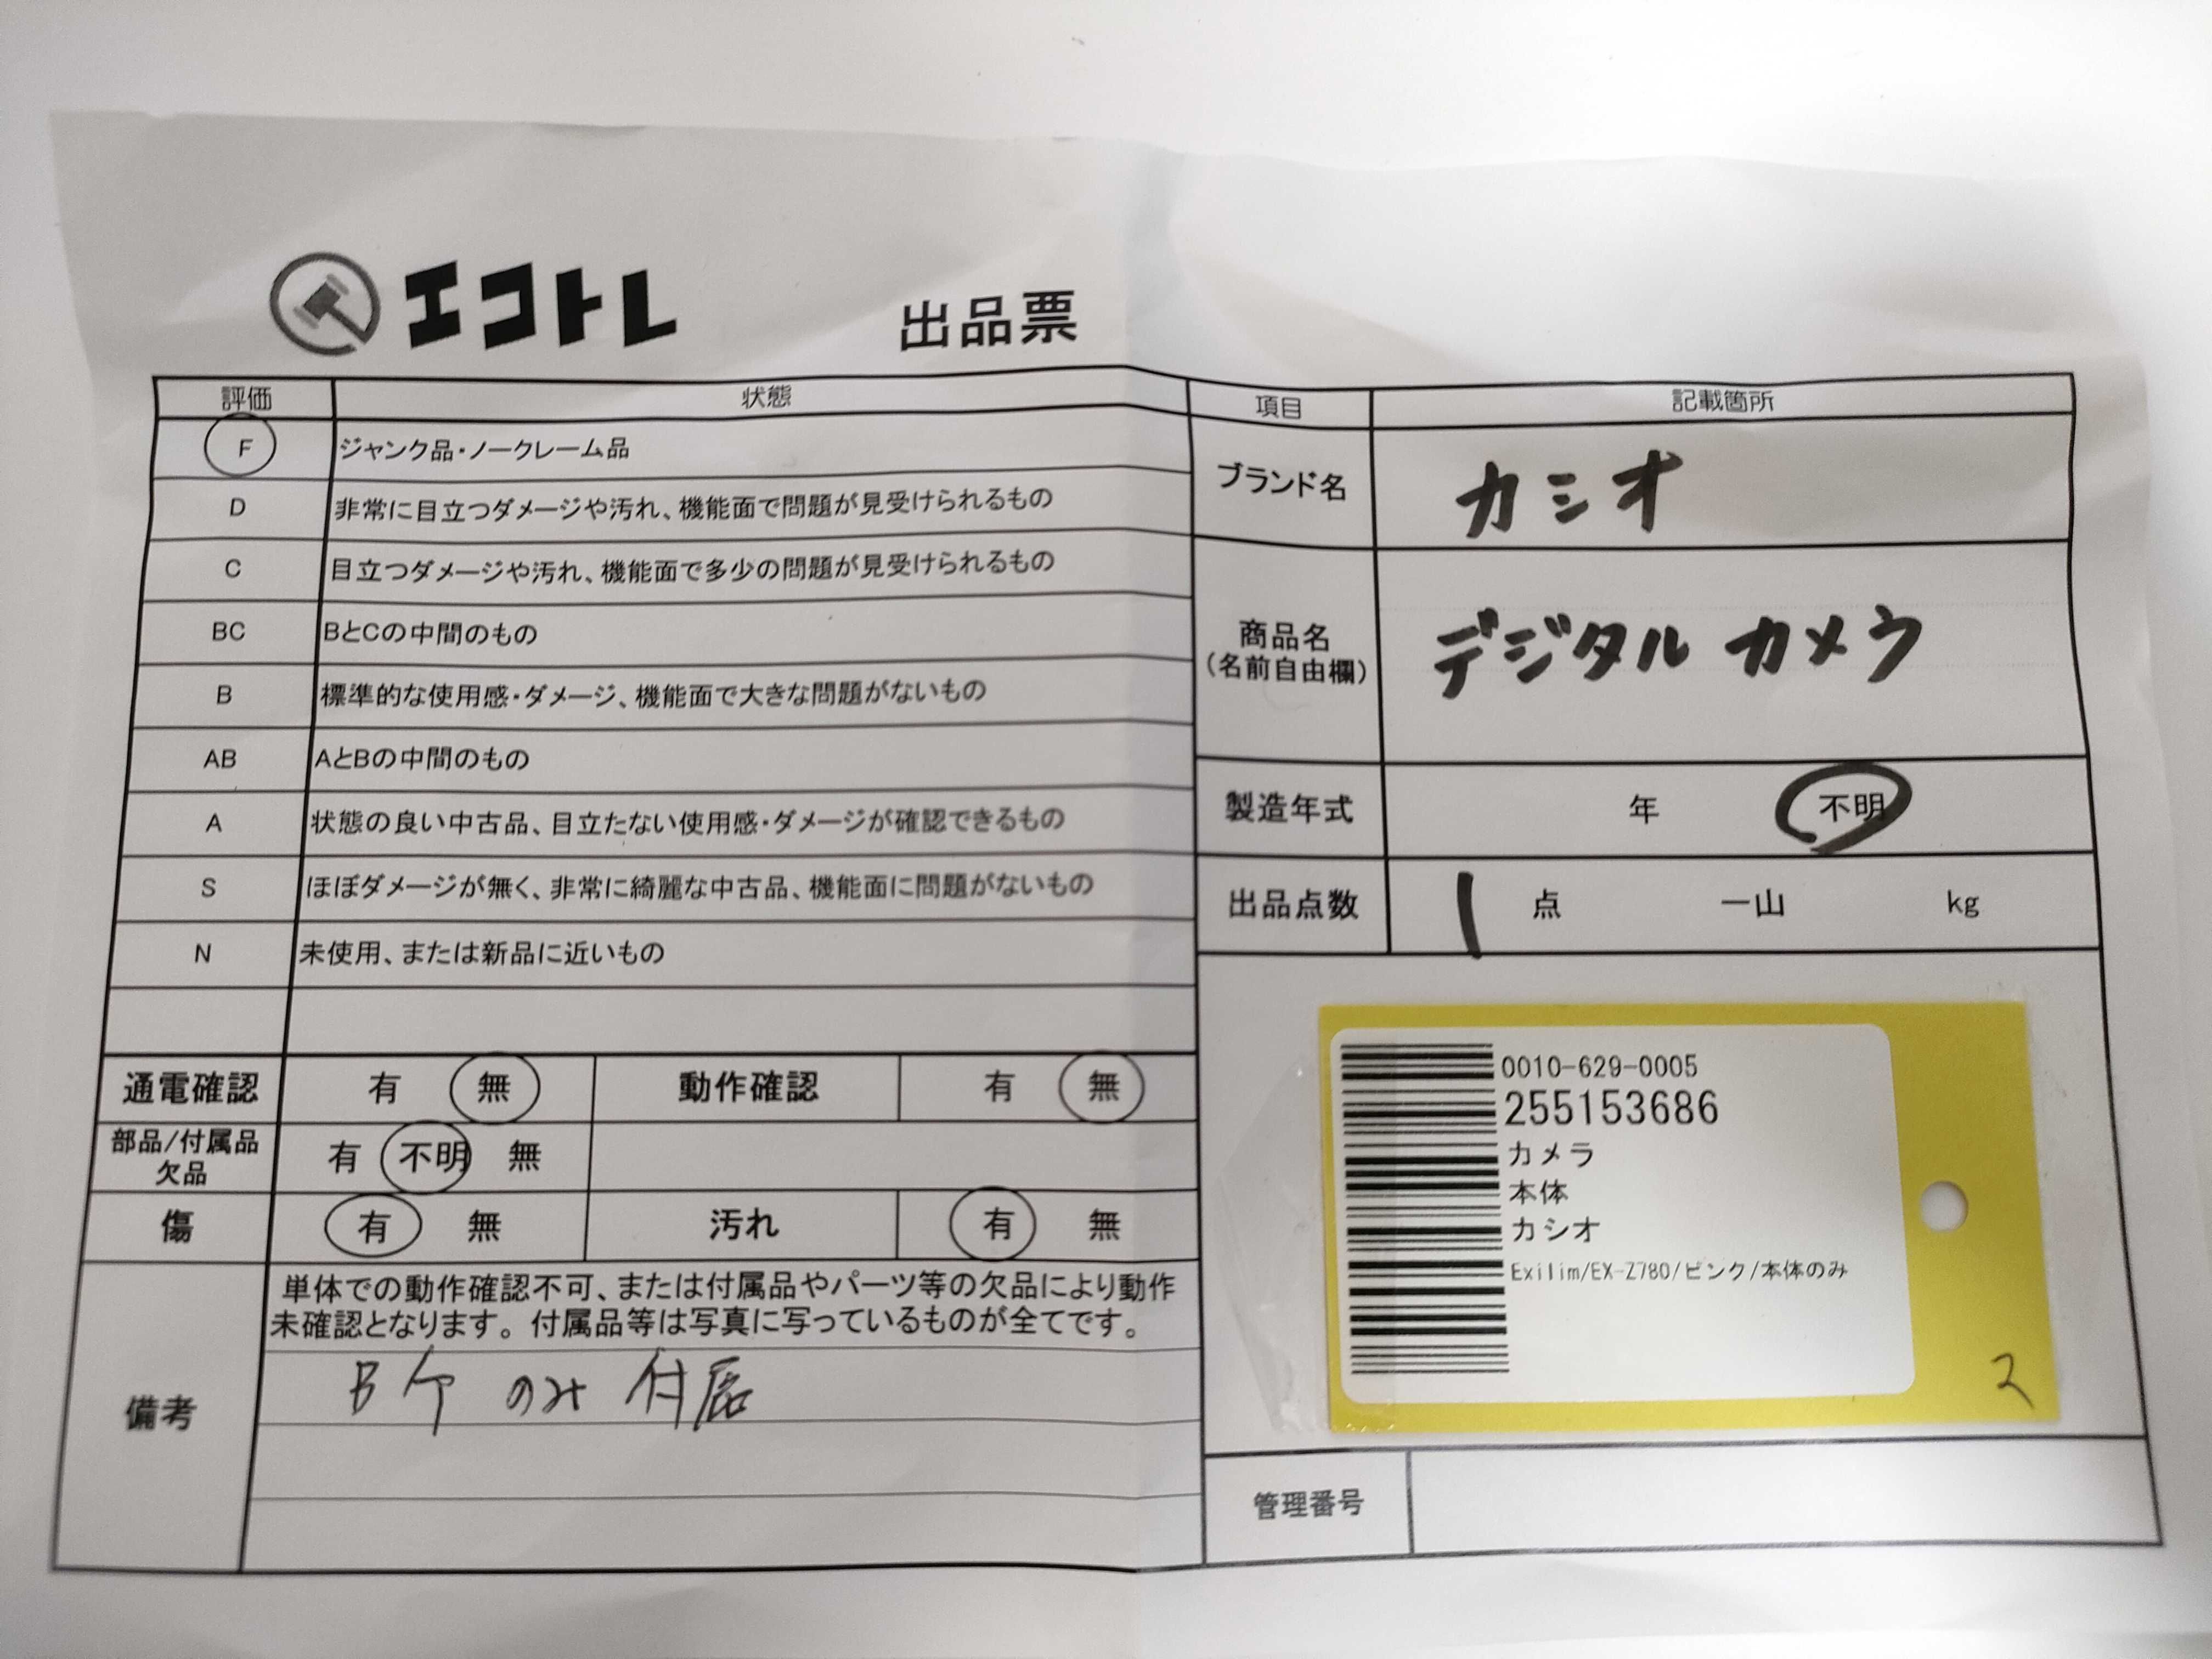 エコトレ
出品票
評価 状態
F ジャンク品・ノークレーム品
D 非常に目立つダメージや汚れ、機能面で問題が見受けられるもの
C 目立つダメージや汚れ、機能面で多少の問題が見受けられるもの
BC BとCの中間のもの
B 標準的な使用感・ダメージ、機能面で大きな問題がないもの
AB AとBの中間のもの
A 状態の良い中古品、目立たない使用感・ダメージが確認できるもの
S ほぼダメージが無く、非常に綺麗な中古品、機能面に問題がないもの
N 未使用、または新品に近いもの
通電確認 有 無 動作確認 有 無
部品/付属品
欠品
有 不明 無
傷 有 無 汚れ 有 無
備考
単体での動作確認不可、または付属品やパーツ等の欠品により動作
未確認となります。付属品等は写真に写っているものが全てです。
Bケ のみ 付属
項目 記載箇所
ブランド名 カシオ
商品名
(名前自由欄)
デジタル カメラ
製造年式 年 不明
出品点数 1 点 一山 kg
0010-629-0005
255153686
カメラ
本体
カシオ
Exilim/EX-Z780/ピンク/本体のみ
2
管理番号